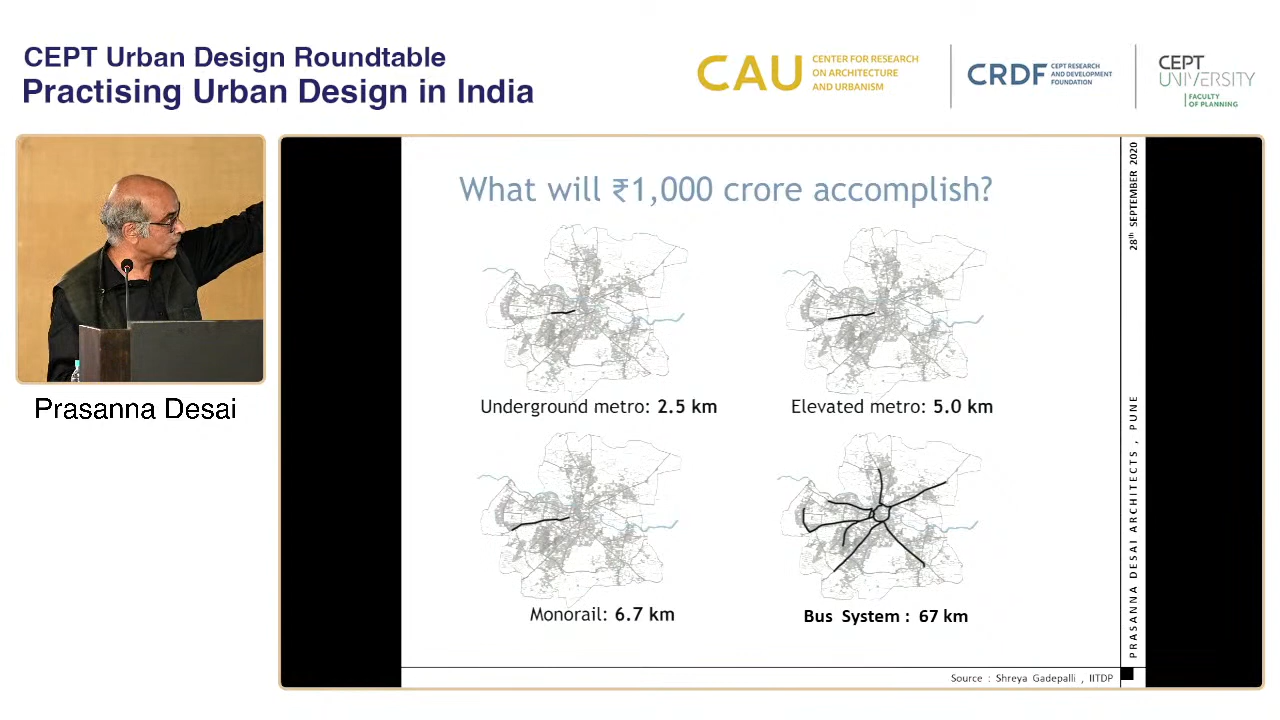 CEPT Urban Design Roundtable
Practising Urban Design in India
CAU
CENTER FOR RESEARCH
ON ARCHITECTURE
AND URBANISM
CRDF
CEPT RESEARCH
AND DEVELOPMENT
FOUNDATION
CEPT
UNIVERSITY
FACULTY
OF PLANNING
Prasanna Desai
What will ₹1,000 crore accomplish?
Underground metro: 2.5 km
Elevated metro: 5.0 km
Monorail: 6.7 km
Bus System : 67 km
28th SEPTEMBER 2020
PRASANNA DESAI ARCHITECTS , PUNE
Source : Shreya Gadepalli , IITDP